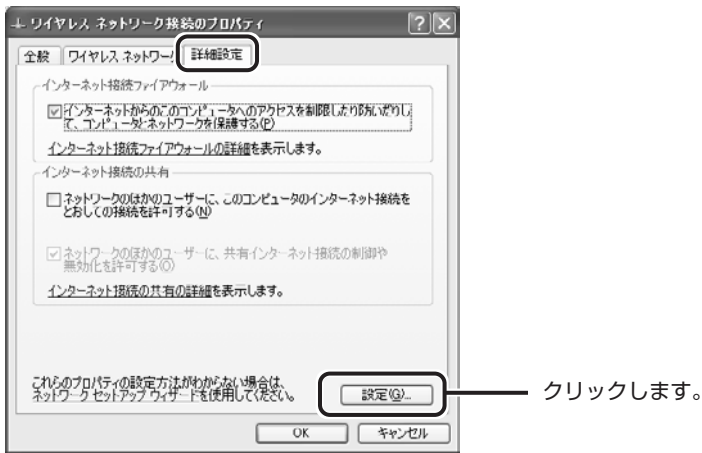 ワイヤレス ネットワーク接続のプロパティ
全般 ワイヤレス ネットワーク 詳細設定
インターネット接続ファイアウォール
インターネットからのこのコンピュータへのアクセスを制限したり防いだりし
て、コンピュータとネットワークを保護する(P)
インターネット接続ファイアウォールの詳細を表示します。
インターネット接続の共有
ネットワークのほかのユーザーに、このコンピュータのインターネット接続を
とおしての接続を許可する(N)
ネットワークのほかのユーザーに、共有インターネット接続の制御や
無効化を許可する(O)
インターネット接続の共有の詳細を表示します。
これらのプロパティの設定方法がわからない場合は、
ネットワーク セットアップ ウィザードを使用してください。
設定(G)...
クリックします。
OK キャンセル